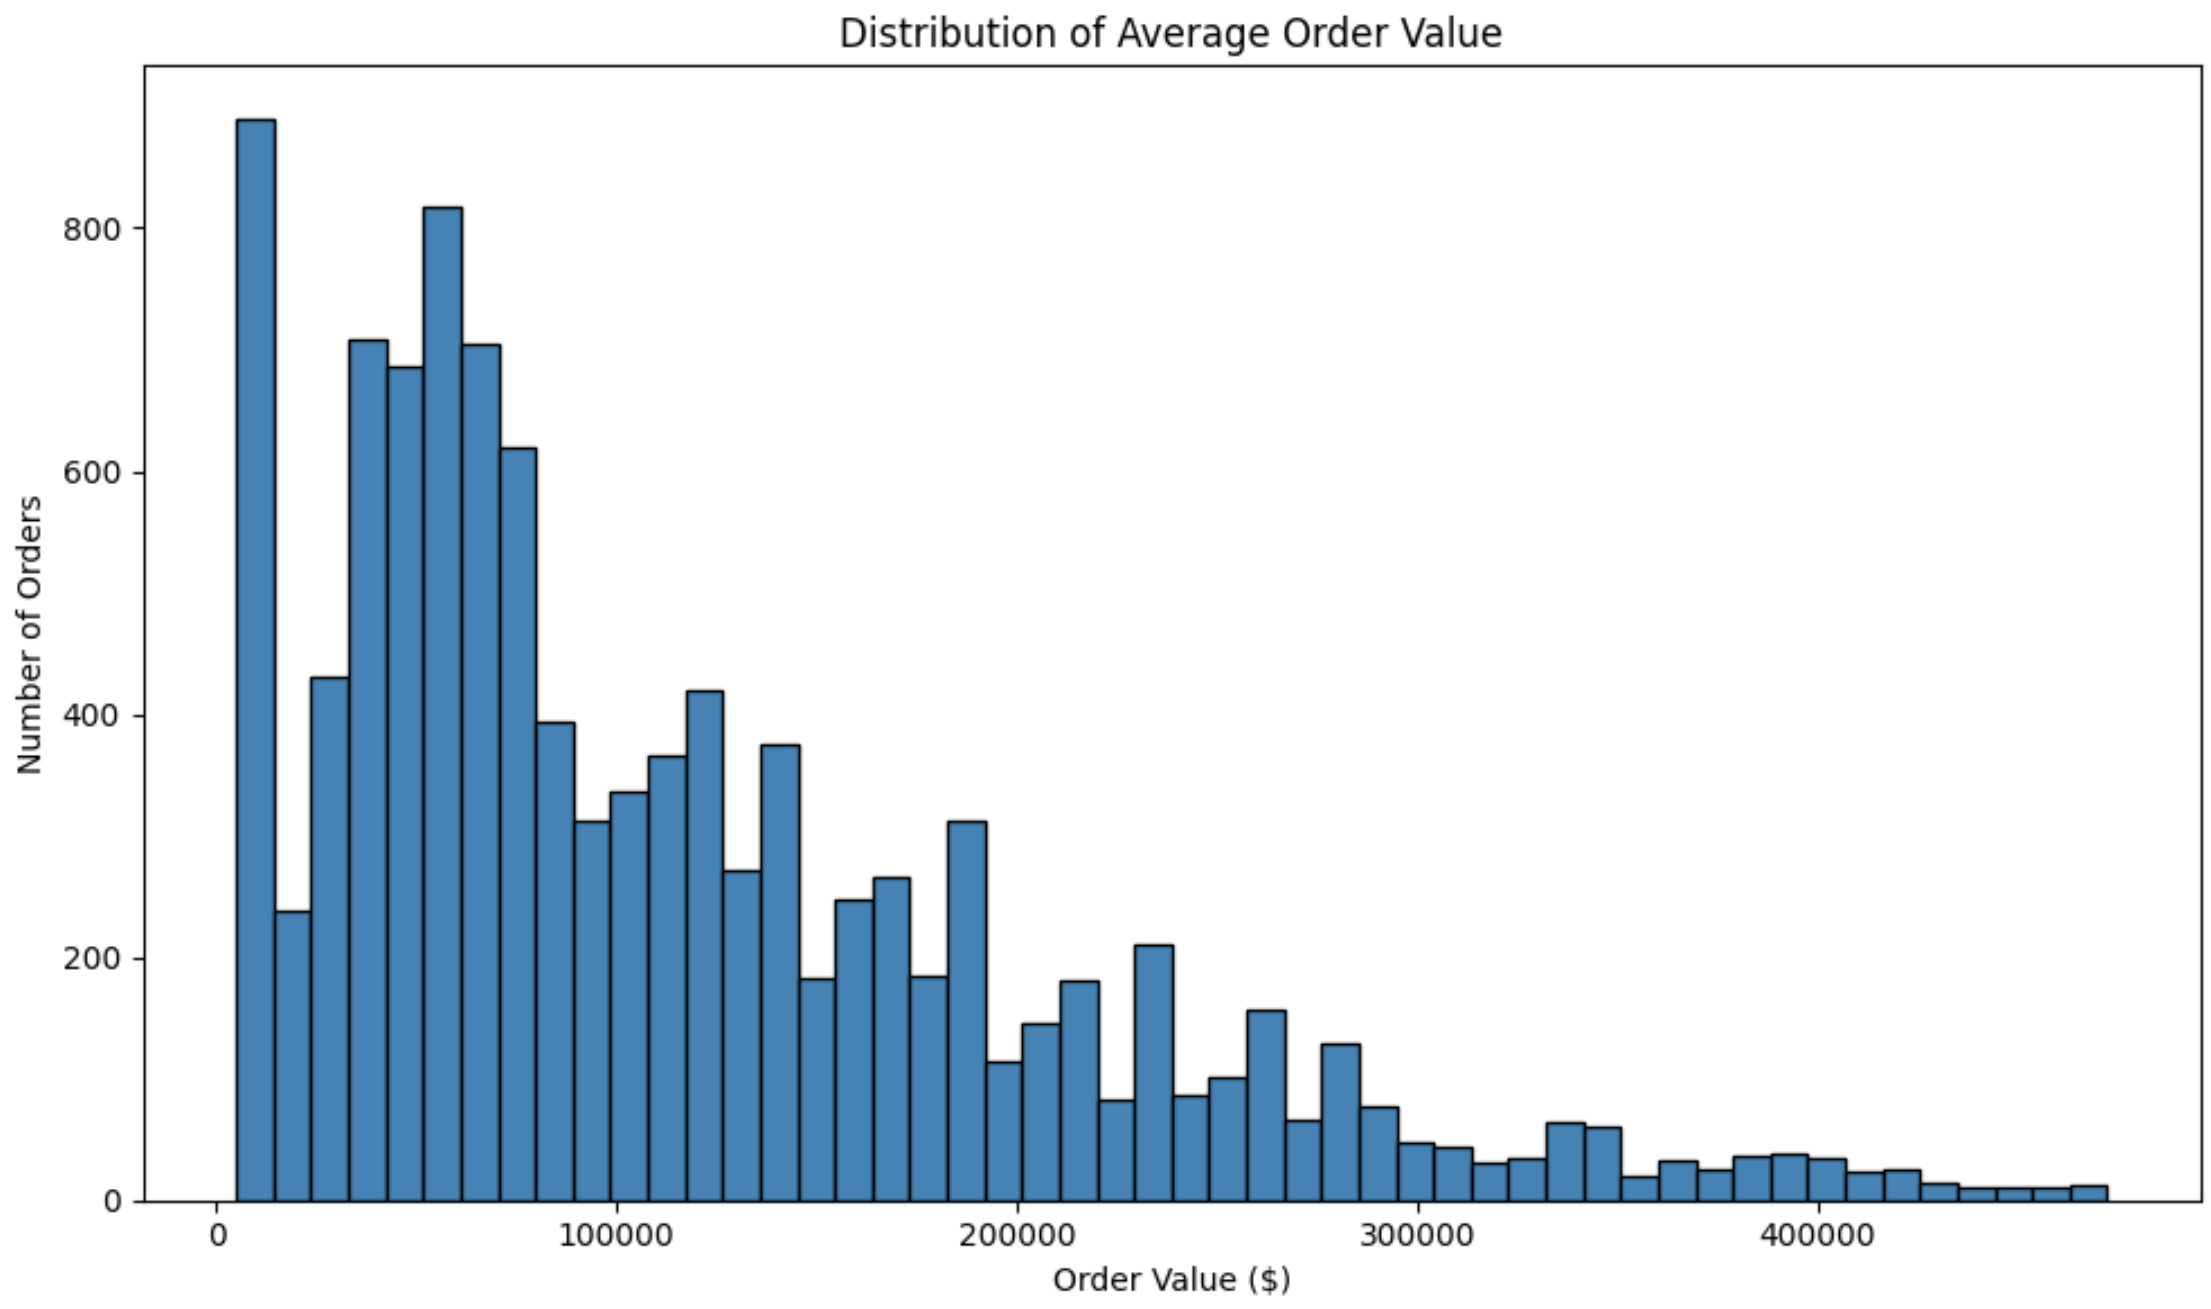 Distribution of Average Order Value
Number of Orders
800
600
400
200
0
0 100000 200000 300000 400000
Order Value ($)